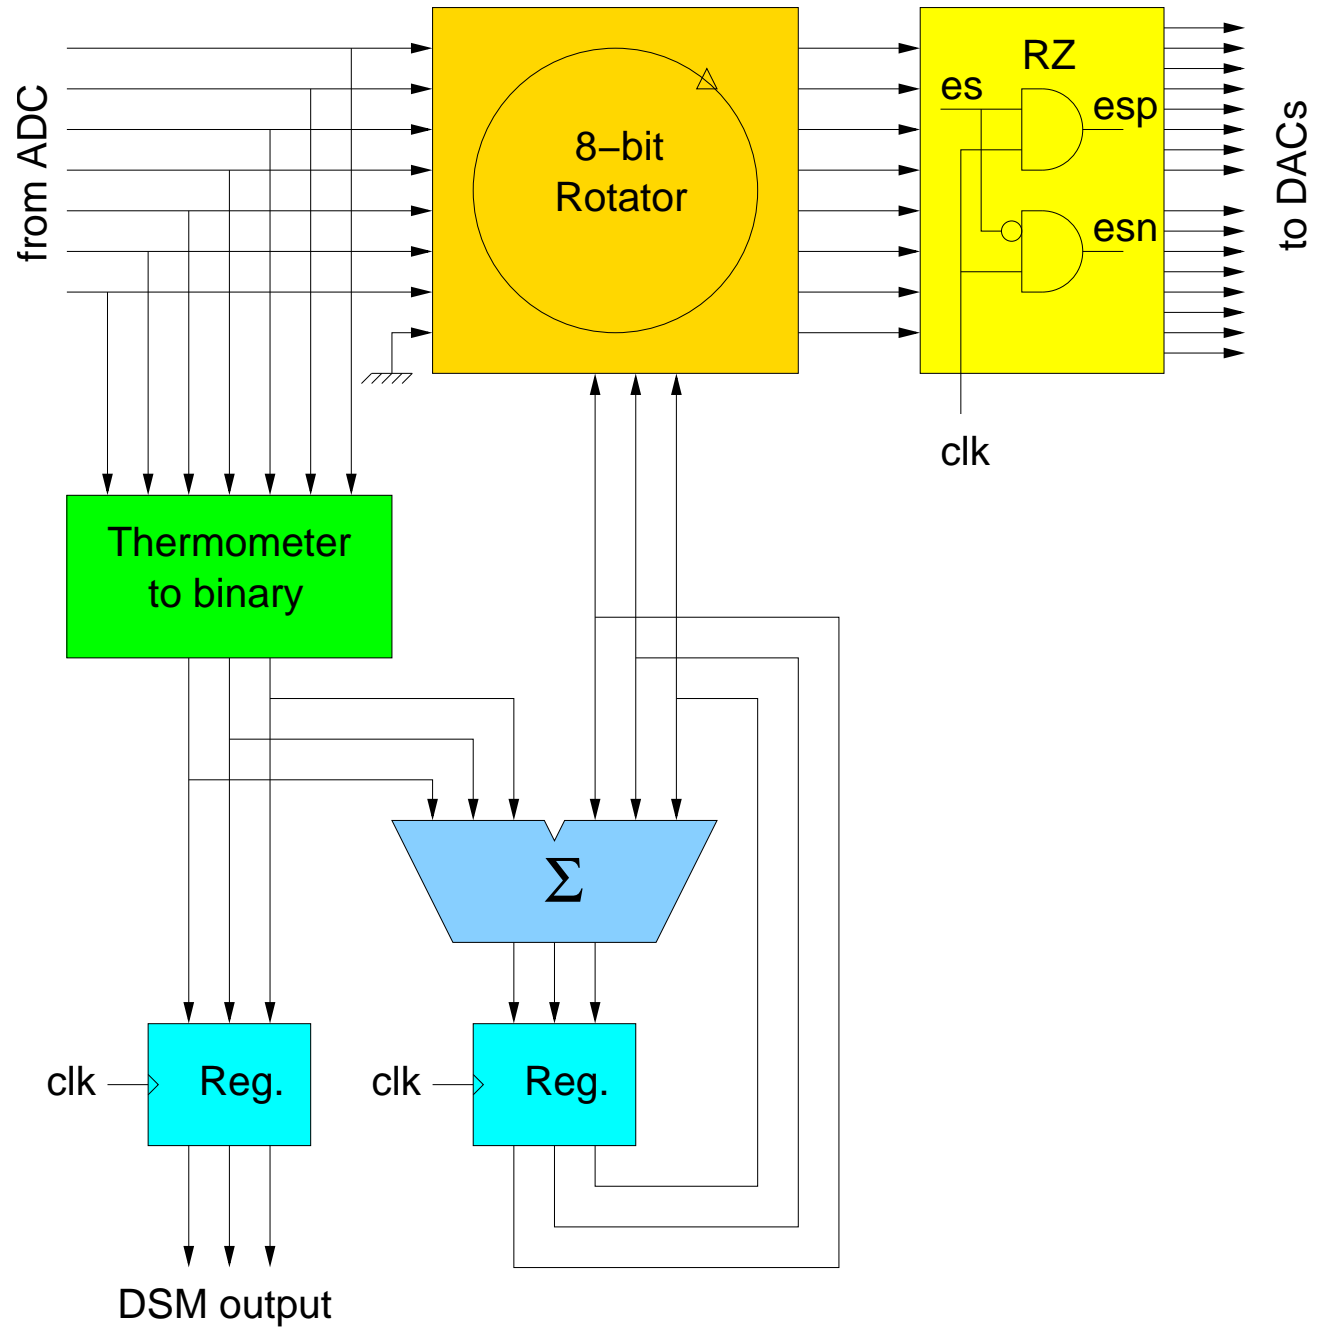 from ADC
8–bit
Rotator
RZ
es
esp
esn
to DACs
clk
Thermometer
to binary
Σ
clk
Reg.
clk
Reg.
DSM output